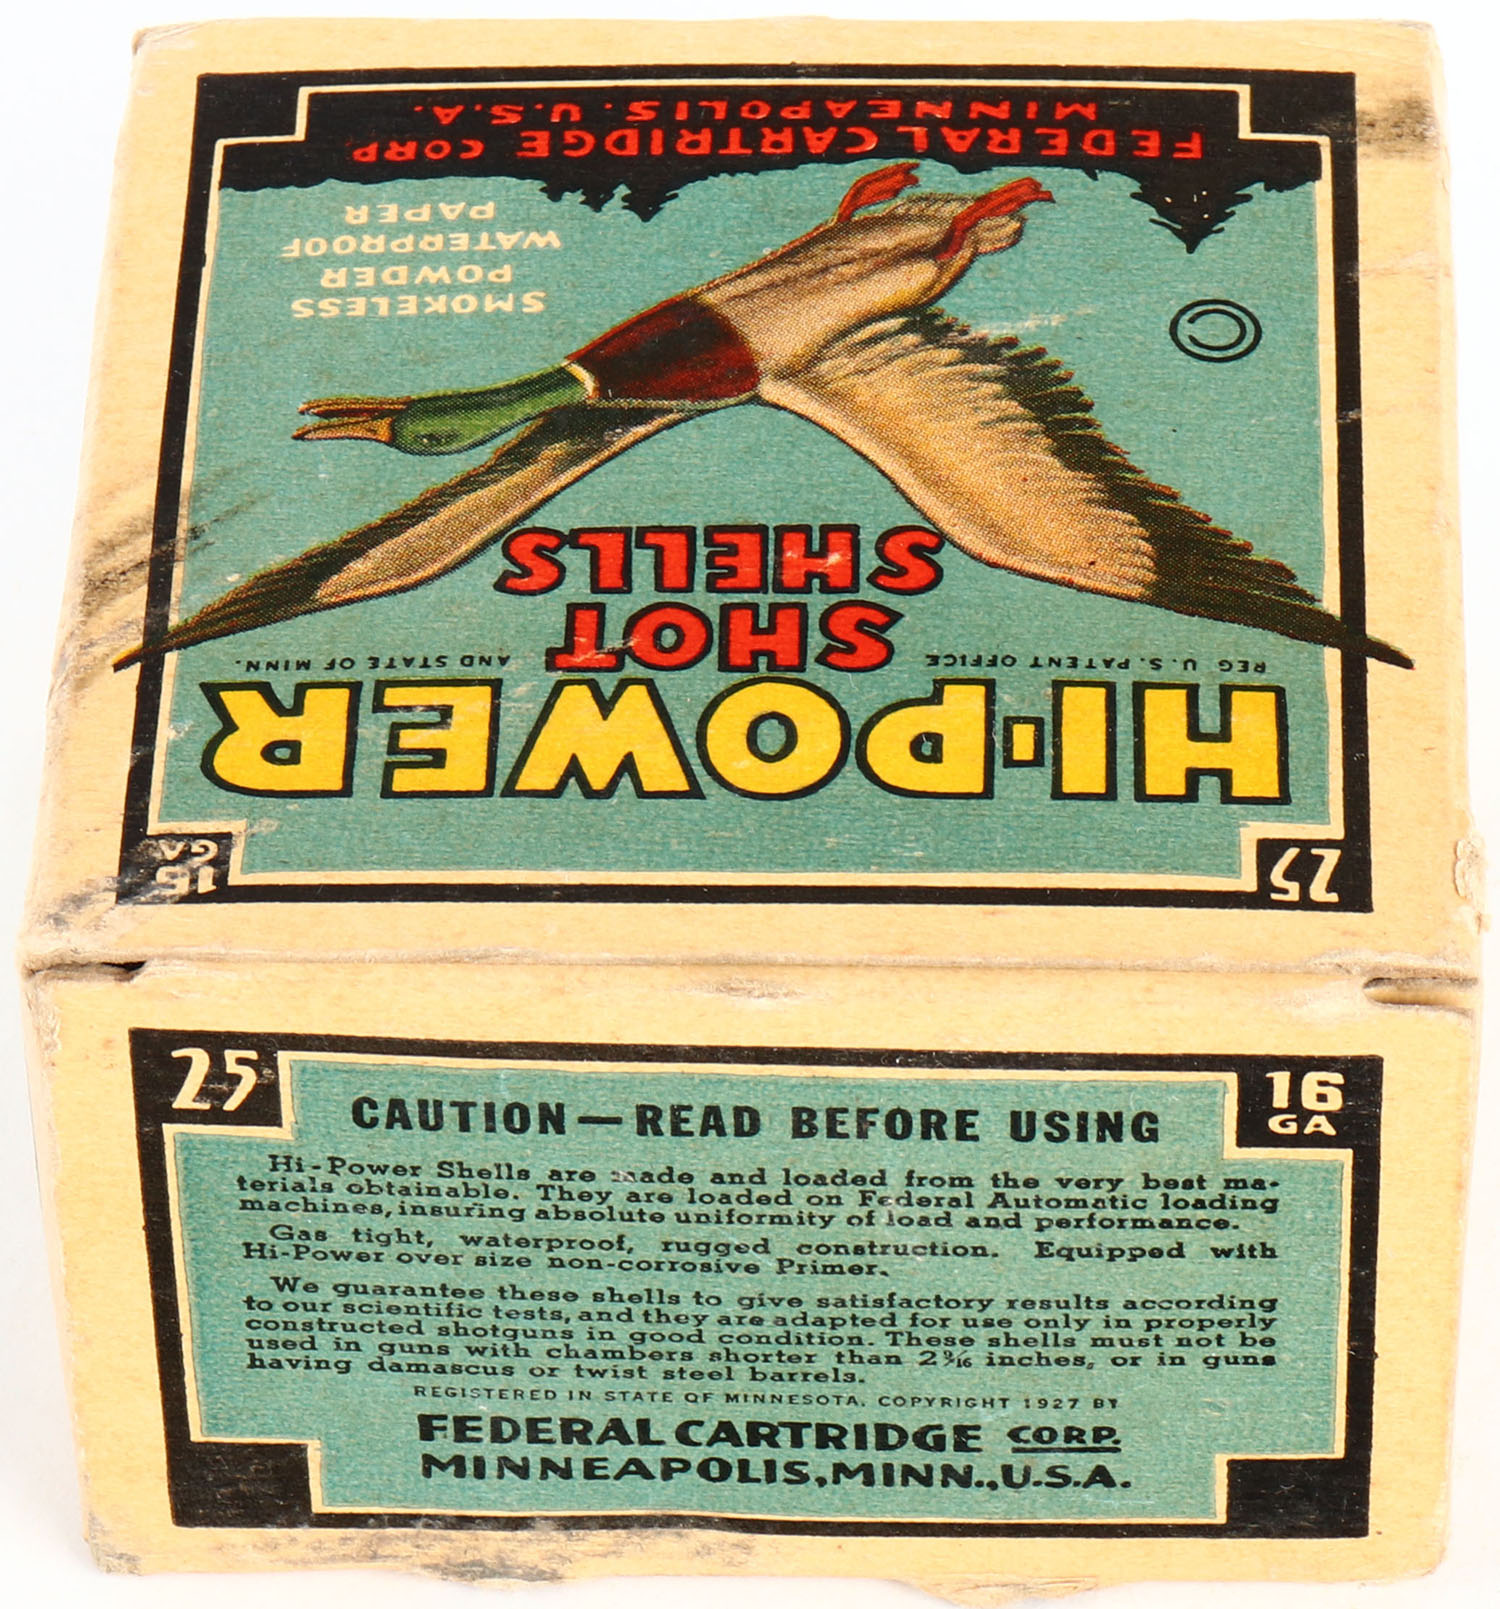 HI-POWER
REG U.S. PATENT OFFICE
AND STATE OF MINN.
SHOT
SHELLS
SMOKELESS
POWDER
WATERPROOF
PAPER
©
FEDERAL CARTRIDGE CORP
MINNEAPOLIS. U.S.A.
25
16
GA
25
16
GA
CAUTION—READ BEFORE USING
Hi-Power Shells are made and loaded from the very best ma-
terials obtainable. They are loaded on Federal Automatic loading
machines, insuring absolute uniformity of load and performance.
Gas tight, waterproof, rugged construction. Equipped with
Hi-Power over size non-corrosive Primer.
We guarantee these shells to give satisfactory results according
to our scientific tests, and they are adapted for use only in properly
constructed shotguns in good condition. These shells must not be
used in guns with chambers shorter than 2 9/16 inches, or in guns
having damascus or twist steel barrels.
REGISTERED IN STATE OF MINNESOTA. COPYRIGHT 1927 BY
FEDERAL CARTRIDGE CORP.
MINNEAPOLIS, MINN., U.S.A.